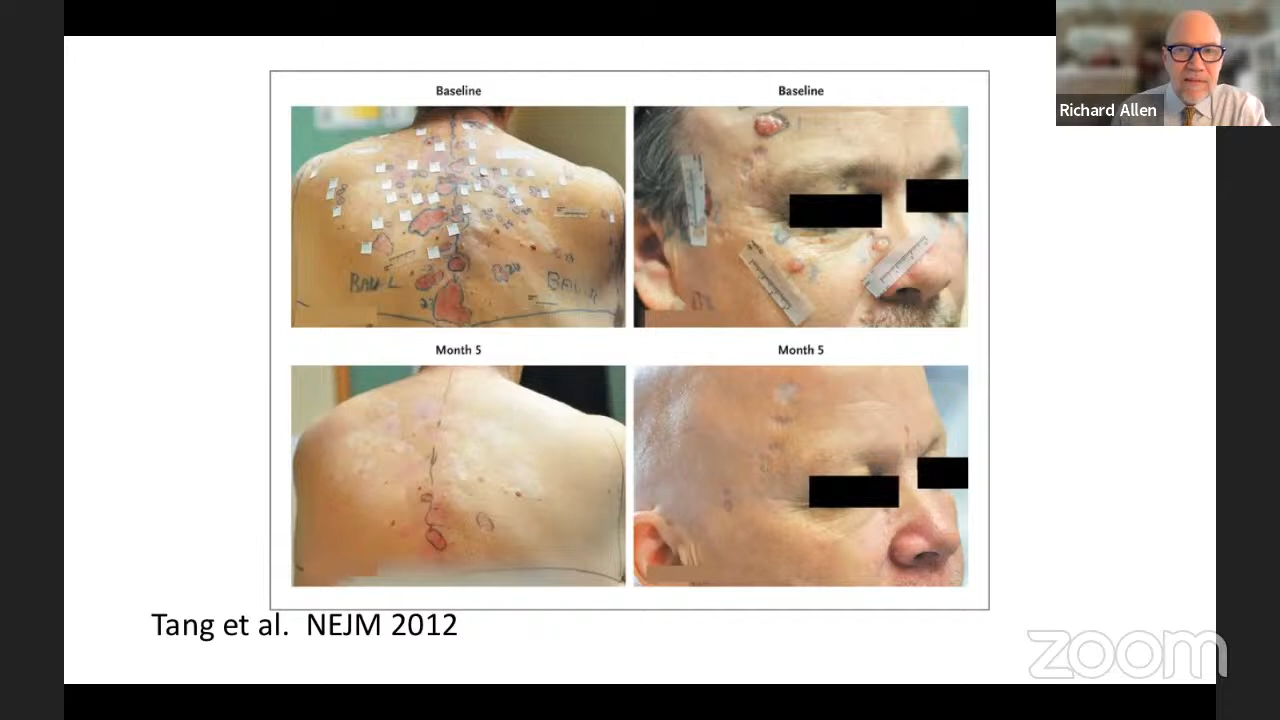 Richard Allen
Baseline
Baseline
Month 5
Month 5
Tang et al. NEJM 2012
zoom